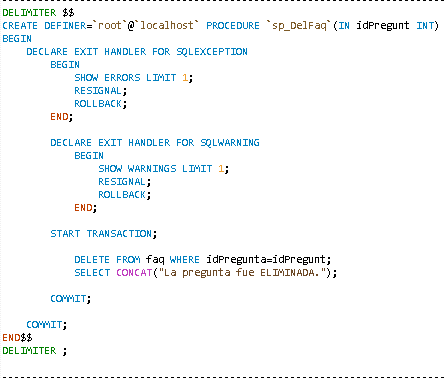 DELIMITER $$
CREATE DEFINER=`root`@`localhost` PROCEDURE `sp_DelFaq`(IN idPregunt INT)
BEGIN
    DECLARE EXIT HANDLER FOR SQLEXCEPTION
        BEGIN
            SHOW ERRORS LIMIT 1;
            RESIGNAL;
            ROLLBACK;
        END;

        DECLARE EXIT HANDLER FOR SQLWARNING
            BEGIN
                SHOW WARNINGS LIMIT 1;
                RESIGNAL;
                ROLLBACK;
            END;

        START TRANSACTION;

            DELETE FROM faq WHERE idPregunta=idPregunt;
            SELECT CONCAT("La pregunta fue ELIMINADA.");

        COMMIT;

    COMMIT;
END$$
DELIMITER ;